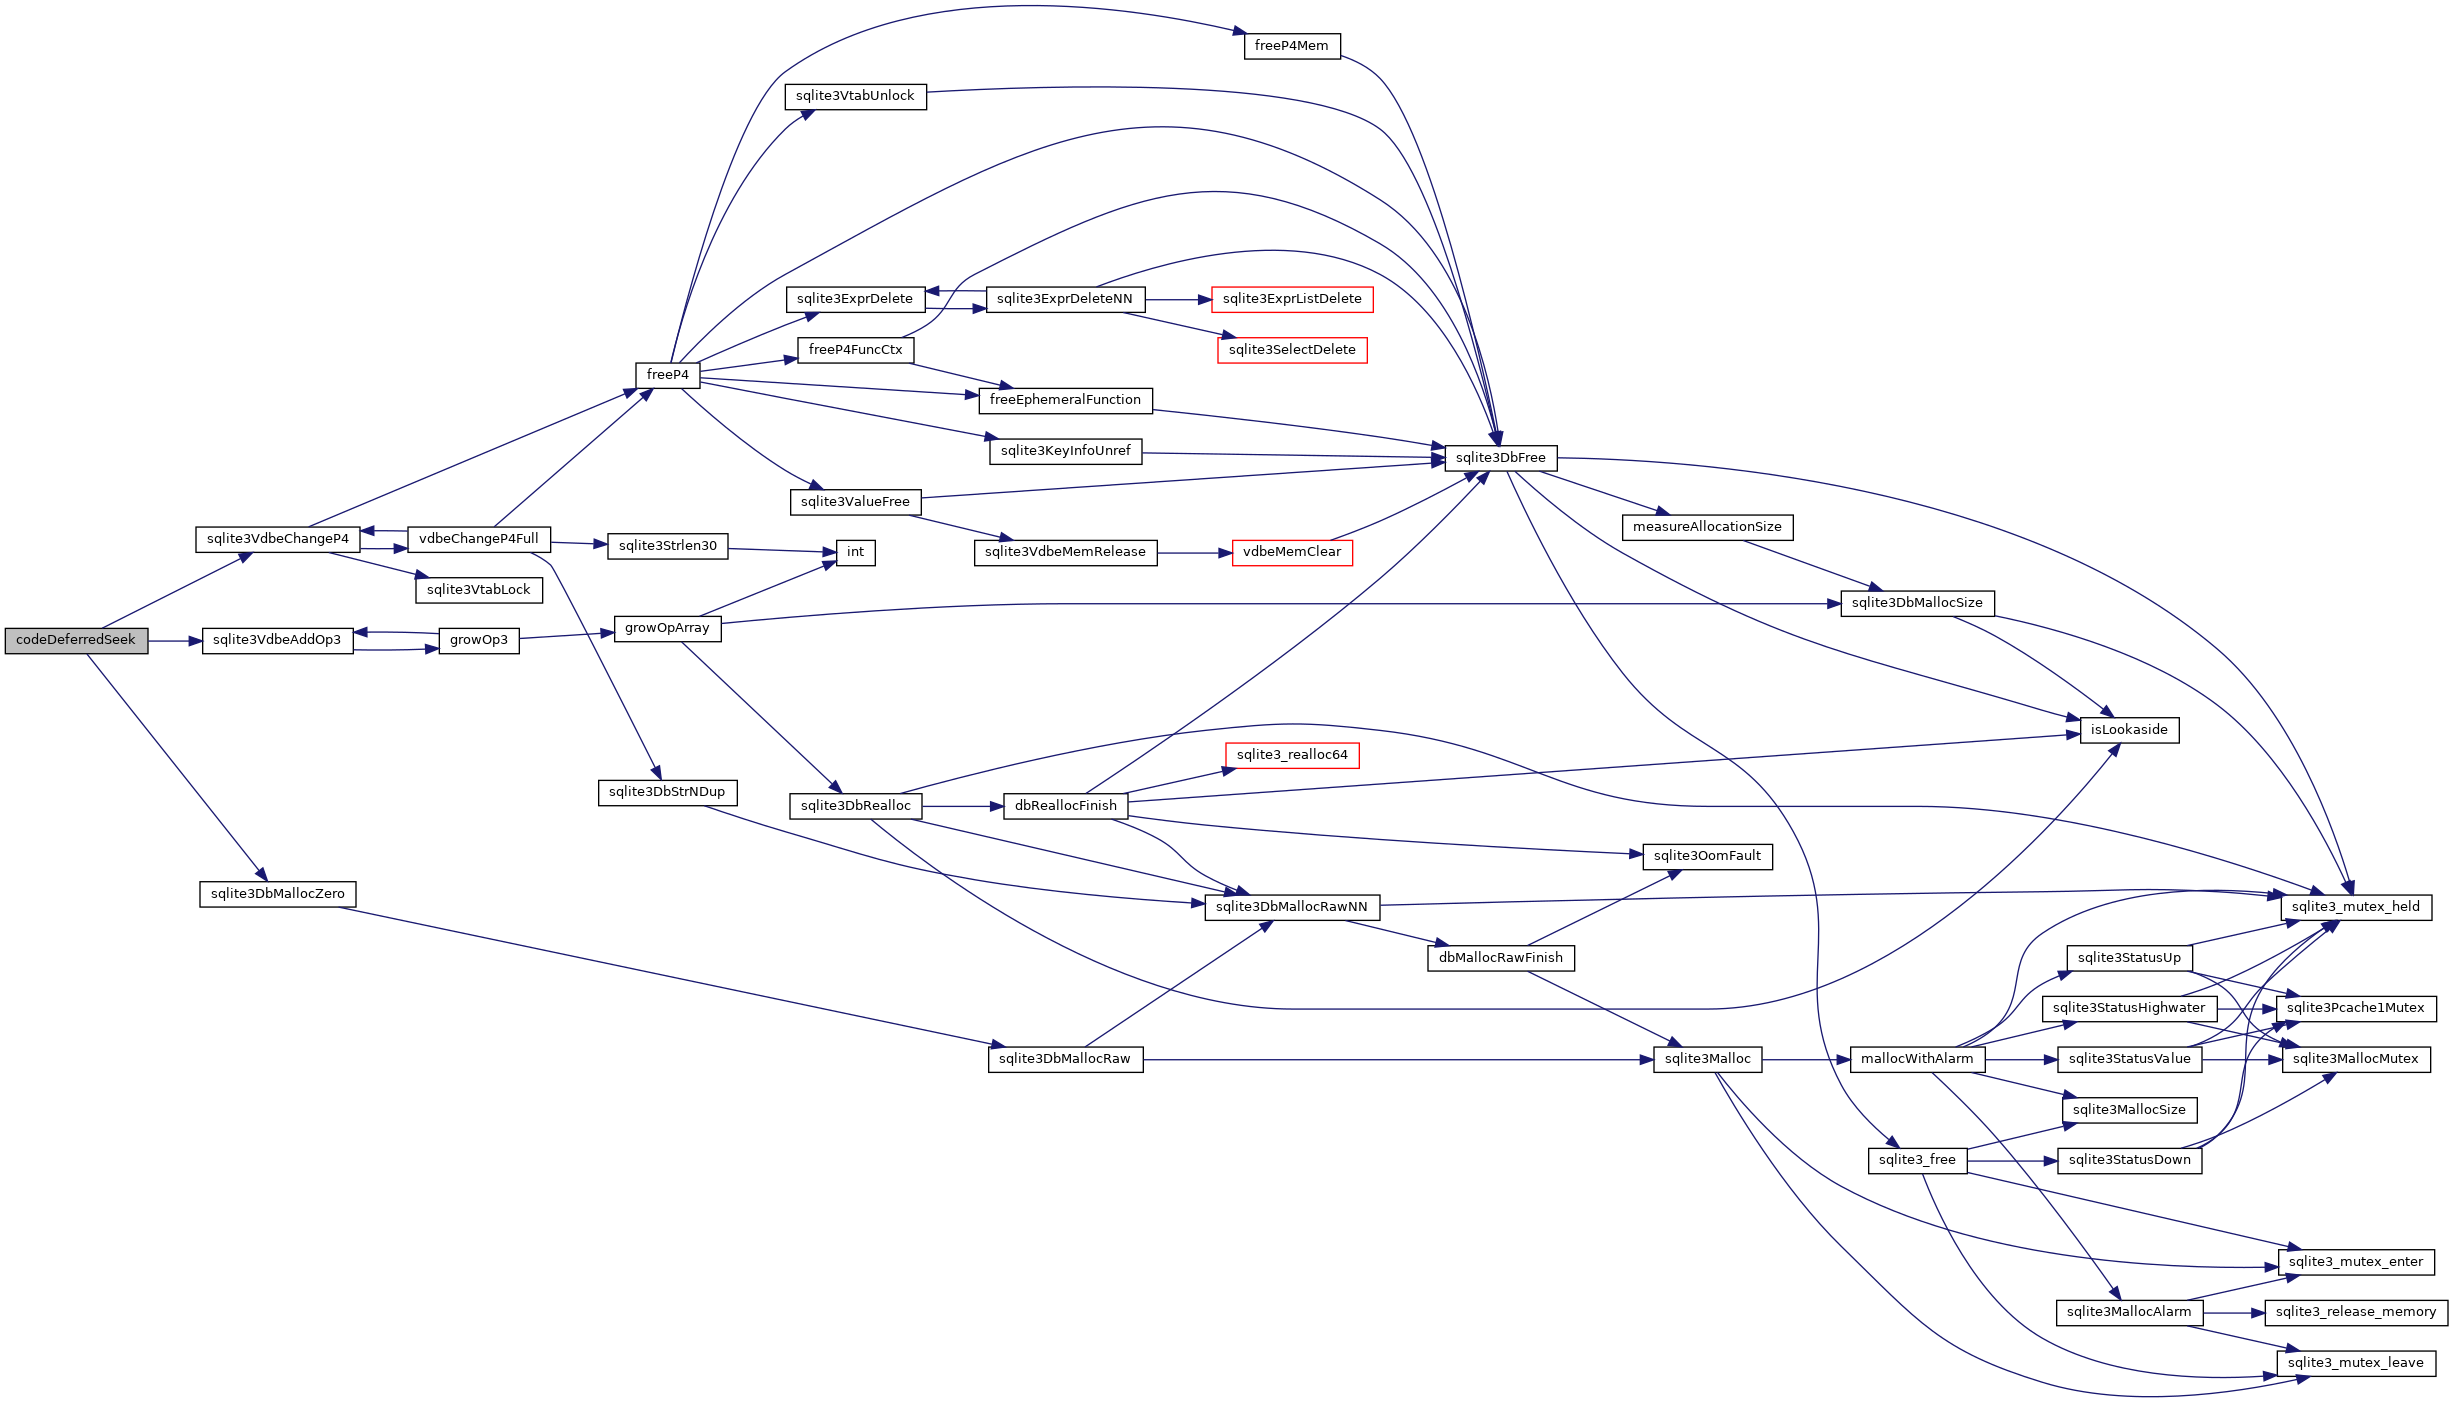 freeP4Mem
sqlite3VtabUnlock
sqlite3ExprDelete
sqlite3ExprDeleteNN
sqlite3ExprListDelete
freeP4FuncCtx
sqlite3SelectDelete
freeP4
freeEphemeralFunction
sqlite3KeyInfoUnref
sqlite3DbFree
sqlite3ValueFree
measureAllocationSize
sqlite3VdbeChangeP4
vdbeChangeP4Full
sqlite3Strlen30
int
sqlite3VdbeMemRelease
vdbeMemClear
sqlite3VtabLock
sqlite3DbMallocSize
codeDeferredSeek
sqlite3VdbeAddOp3
growOp3
growOpArray
isLookaside
sqlite3_realloc64
sqlite3DbStrNDup
sqlite3DbRealloc
dbReallocFinish
sqlite3OomFault
sqlite3DbMallocZero
sqlite3DbMallocRawNN
sqlite3_mutex_held
dbMallocRawFinish
sqlite3StatusUp
sqlite3StatusHighwater
sqlite3Pcache1Mutex
sqlite3DbMallocRaw
sqlite3Malloc
mallocWithAlarm
sqlite3StatusValue
sqlite3MallocMutex
sqlite3MallocSize
sqlite3_free
sqlite3StatusDown
sqlite3_mutex_enter
sqlite3MallocAlarm
sqlite3_release_memory
sqlite3_mutex_leave